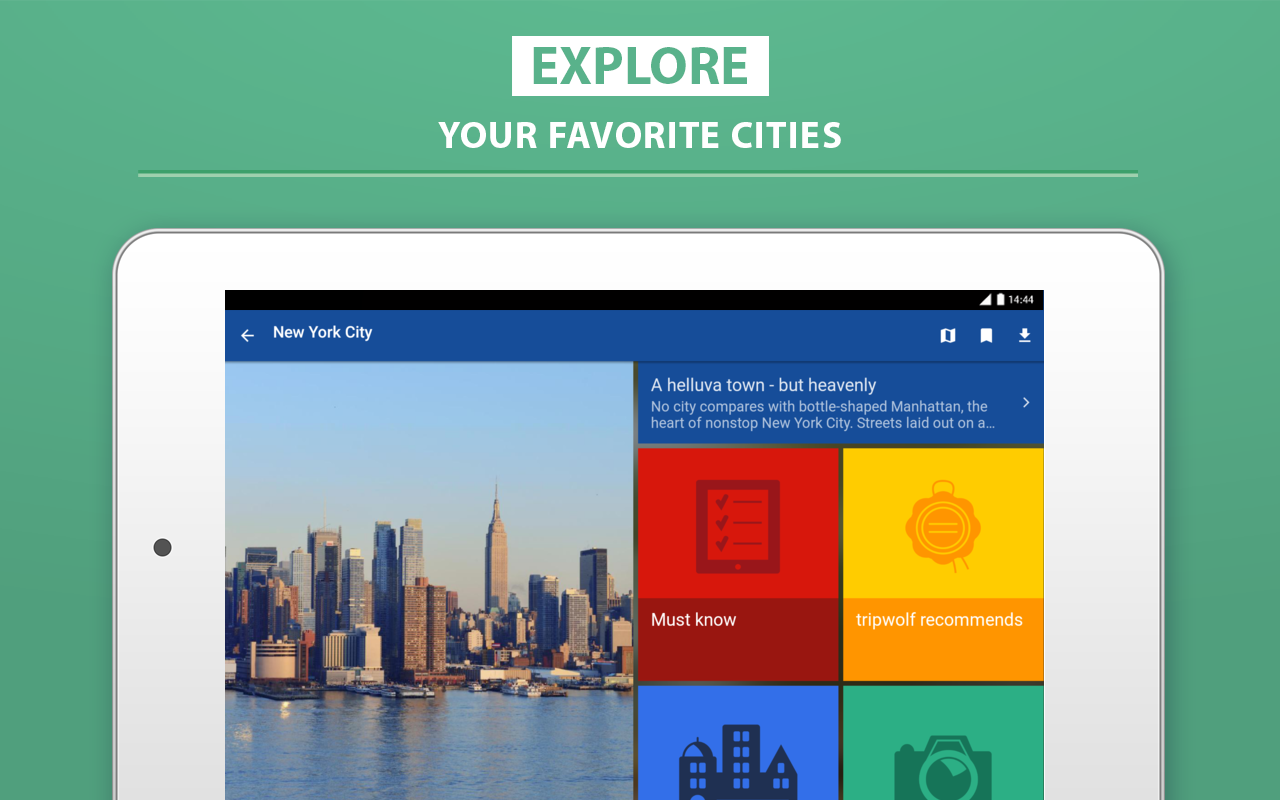 EXPLORE
YOUR FAVORITE CITIES
14:44
New York City
A helluva town - but heavenly
No city compares with bottle-shaped Manhattan, the
heart of nonstop New York City. Streets laid out on a...
Must know
tripwolf recommends